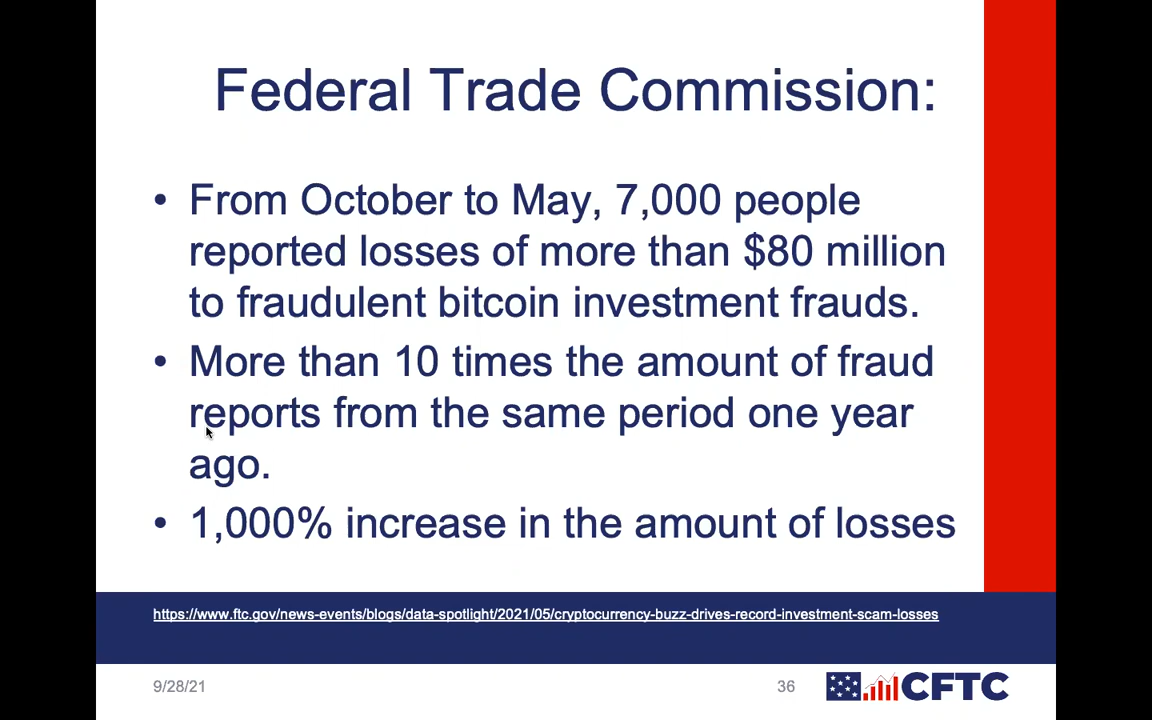 Federal Trade Commission:
• From October to May, 7,000 people
reported losses of more than $80 million
to fraudulent bitcoin investment frauds.
• More than 10 times the amount of fraud
reports from the same period one year
ago.
• 1,000% increase in the amount of losses
https://www.ftc.gov/news-events/blogs/data-spotlight/2021/05/cryptocurrency-buzz-drives-record-investment-scam-losses
9/28/21
36
CFTC